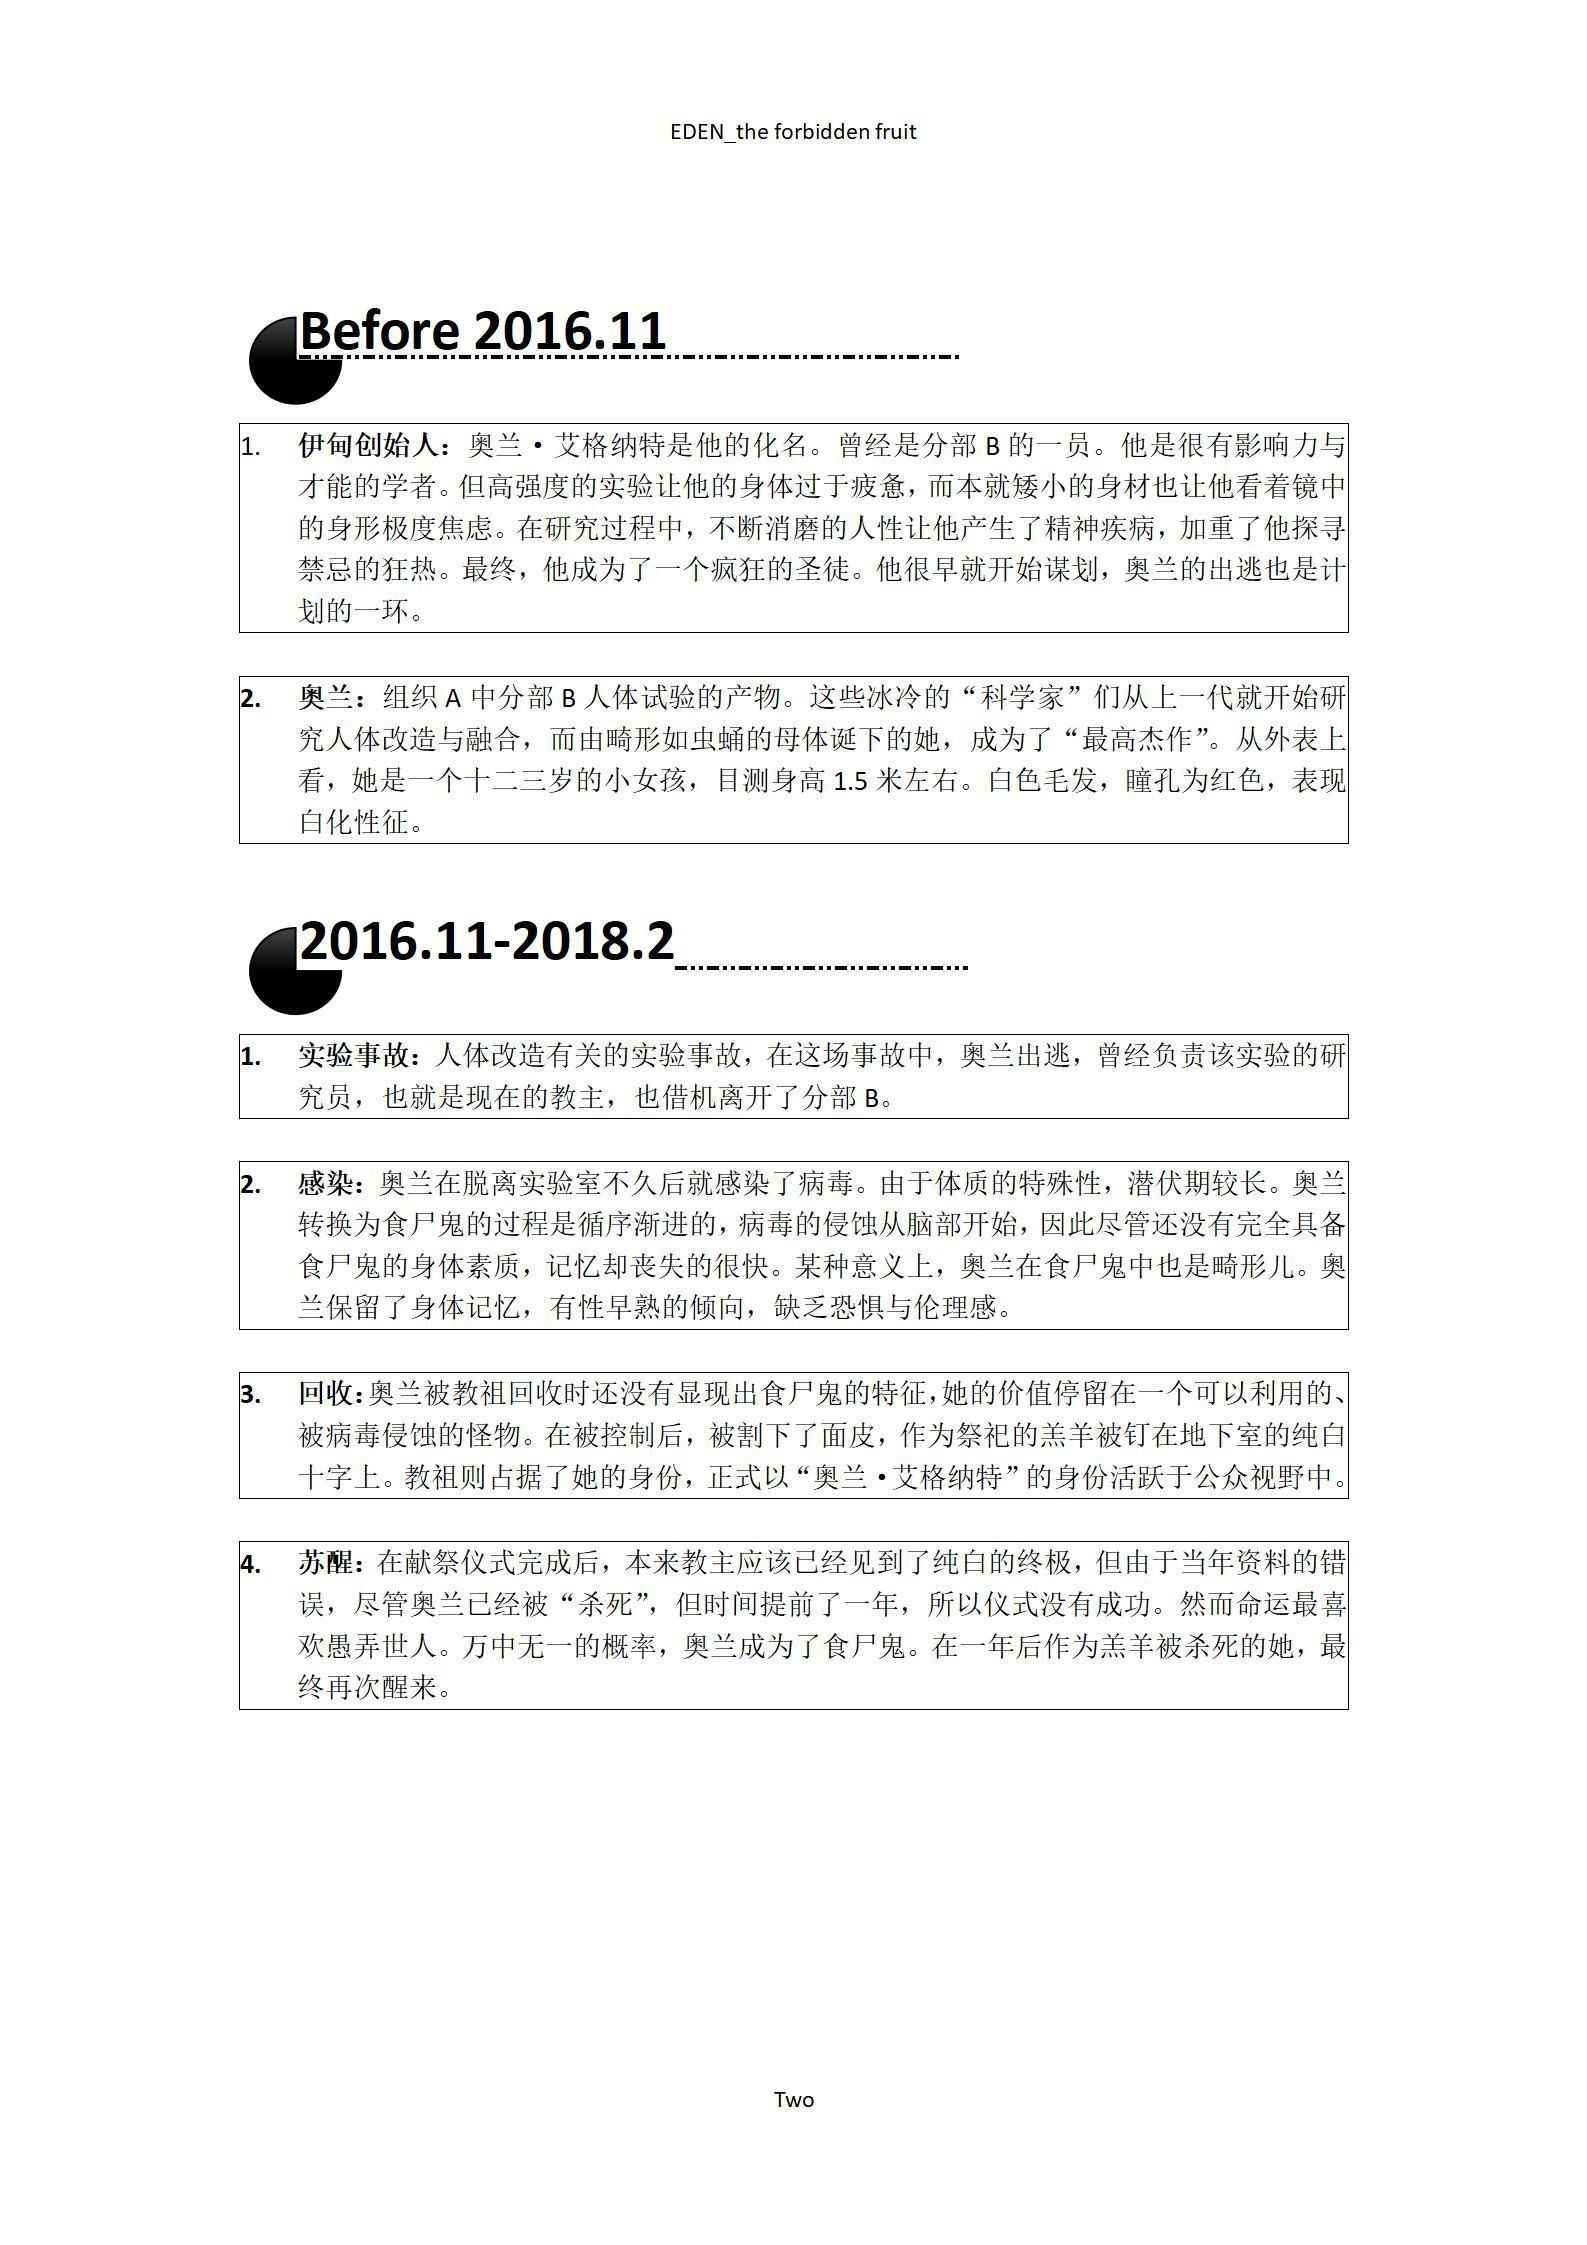 EDEN_the forbidden fruit
Before 2016.11
1. 伊甸创始人：奥兰·艾格纳特是他的化名。曾经是分部 B 的一员。他是很有影响力与
才能的学者。但高强度的实验让他的身体过于疲惫，而本就矮小的身材也让他看着镜中
的身形极度焦虑。在研究过程中，不断消磨的人性让他产生了精神疾病，加重了他探寻
禁忌的狂热。最终，他成为了一个疯狂的圣徒。他很早就开始谋划，奥兰的出逃也是计
划的一环。
2. 奥兰：组织 A 中分部 B 人体试验的产物。这些冰冷的“科学家”们从上一代就开始研
究人体改造与融合，而由畸形如虫蛹的母体诞下的她，成为了“最高杰作”。从外表上
看，她是一个十二三岁的小女孩，目测身高 1.5 米左右。白色毛发，瞳孔为红色，表现
白化性征。
2016.11-2018.2
1. 实验事故：人体改造有关的实验事故，在这场事故中，奥兰出逃，曾经负责该实验的研
究员，也就是现在的教主，也借机离开了分部 B。
2. 感染：奥兰在脱离实验室不久后就感染了病毒。由于体质的特殊性，潜伏期较长。奥兰
转换为食尸鬼的过程是循序渐进的，病毒的侵蚀从脑部开始，因此尽管还没有完全具备
食尸鬼的身体素质，记忆却丧失的很快。某种意义上，奥兰在食尸鬼中也是畸形儿。奥
兰保留了身体记忆，有性早熟的倾向，缺乏恐惧与伦理感。
3. 回收：奥兰被教祖回收时还没有显现出食尸鬼的特征，她的价值停留在一个可以利用的、
被病毒侵蚀的怪物。在被控制后，被割下了面皮，作为祭祀的羔羊被钉在地下室的纯白
十字上。教祖则占据了她的身份，正式以“奥兰·艾格纳特”的身份活跃于公众视野中。
4. 苏醒：在献祭仪式完成后，本来教主应该已经见到了纯白的终极，但由于当年资料的错
误，尽管奥兰已经被“杀死”，但时间提前了一年，所以仪式没有成功。然而命运最喜
欢愚弄世人。万中无一的概率，奥兰成为了食尸鬼。在一年后作为羔羊被杀死的她，最
终再次醒来。
Two